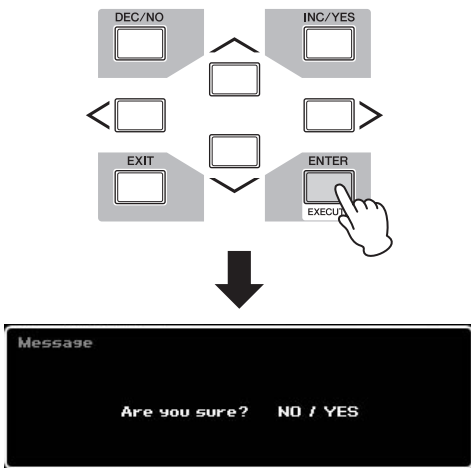 DEC/NO
INC/YES
EXIT
ENTER
Message
Are you sure? NO / YES